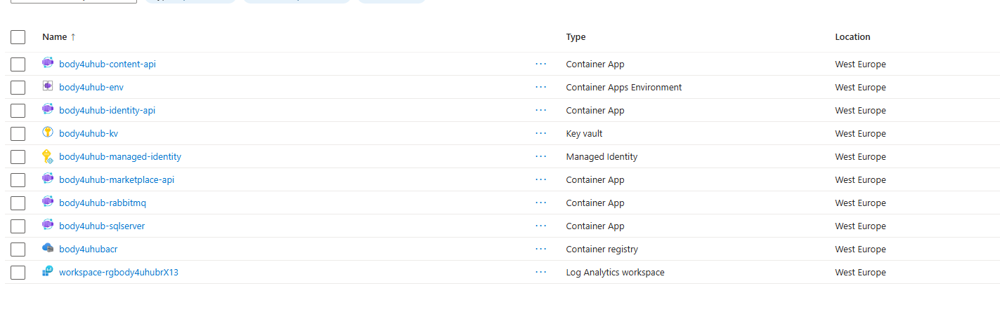 Name ↑ Type Location
body4uhub-content-api ... Container App West Europe
body4uhub-env ... Container Apps Environment West Europe
body4uhub-identity-api ... Container App West Europe
body4uhub-kv ... Key vault West Europe
body4uhub-managed-identity ... Managed Identity West Europe
body4uhub-marketplace-api ... Container App West Europe
body4uhub-rabbitmq ... Container App West Europe
body4uhub-sqlserver ... Container App West Europe
body4uhubacr ... Container registry West Europe
workspace-rgbody4uhubrX13 ... Log Analytics workspace West Europe